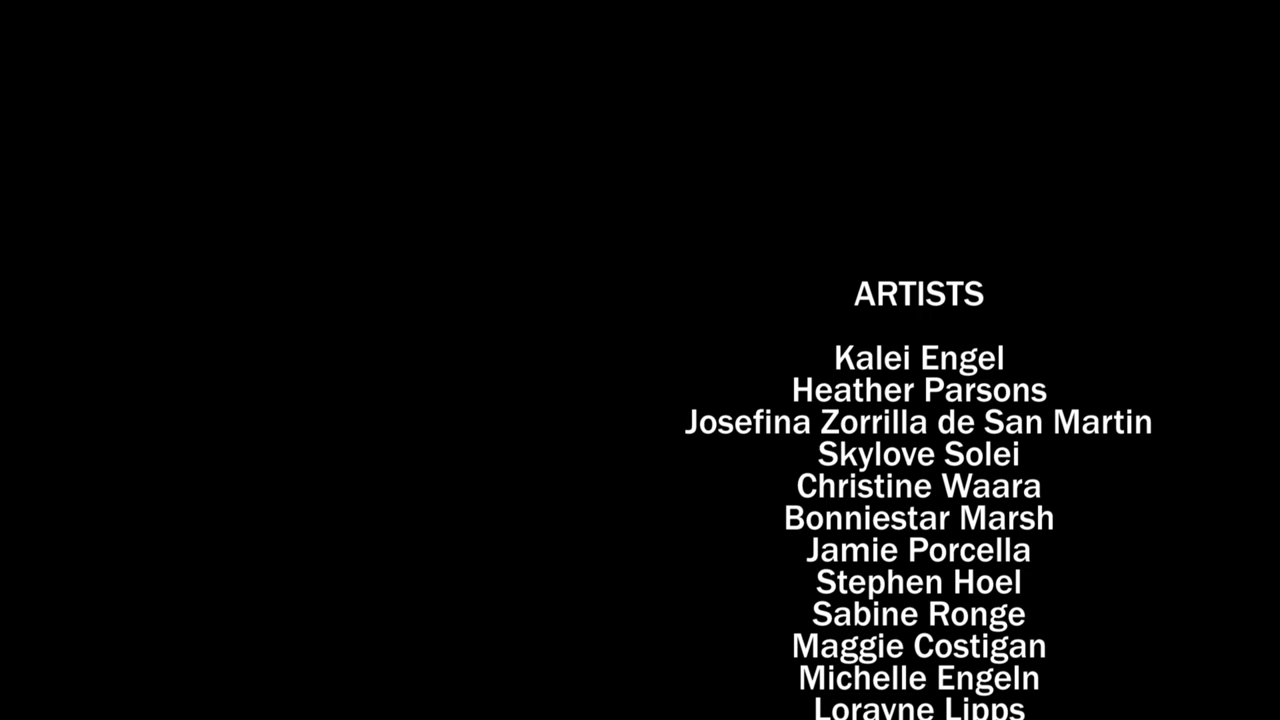 ARTISTS
Kalei Engel
Heather Parsons
Josefina Zorrilla de San Martin
Skylove Solei
Christine Waara
Bonniestar Marsh
Jamie Porcella
Stephen Hoel
Sabine Ronge
Maggie Costigan
Michelle Engeln
Lorayne Lipps